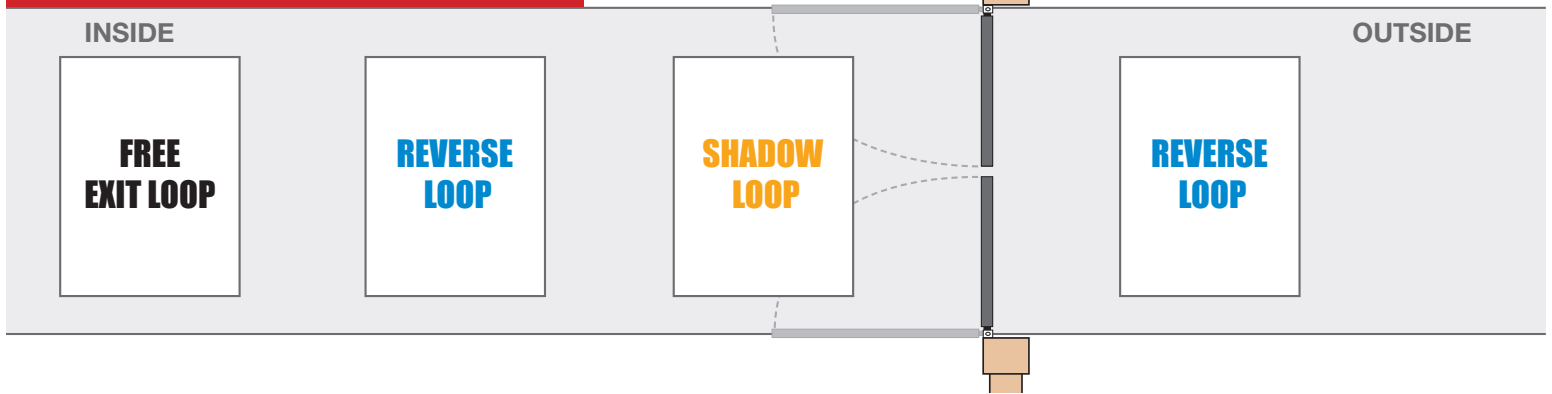 INSIDE
OUTSIDE
FREE
EXIT LOOP
REVERSE
LOOP
SHADOW
LOOP
REVERSE
LOOP